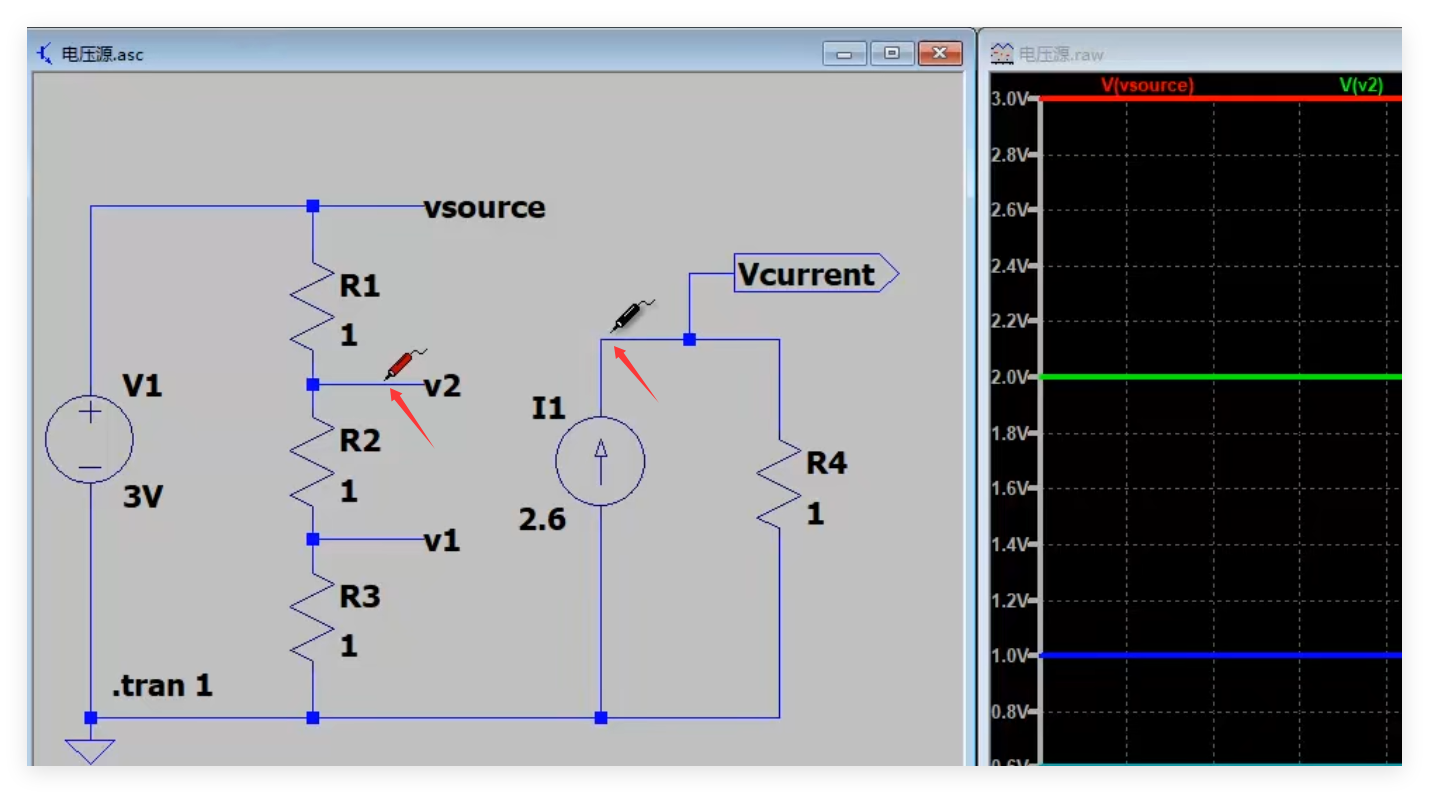 电压源.asc
电压源.raw
V(vsource)
V(v2)
3.0V
2.8V
2.6V
2.4V
2.2V
2.0V
1.8V
1.6V
1.4V
1.2V
1.0V
0.8V
0.6V
vsource
R1
1
Vcurrent
V1
3V
v2
R2
1
I1
2.6
R4
1
v1
R3
1
.tran 1